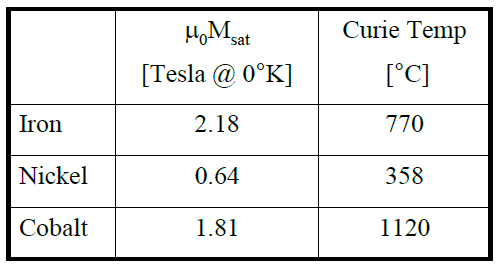 μ₀Mₛₐₜ Curie Temp
[Tesla @ 0°K] [°C]
Iron 2.18 770
Nickel 0.64 358
Cobalt 1.81 1120